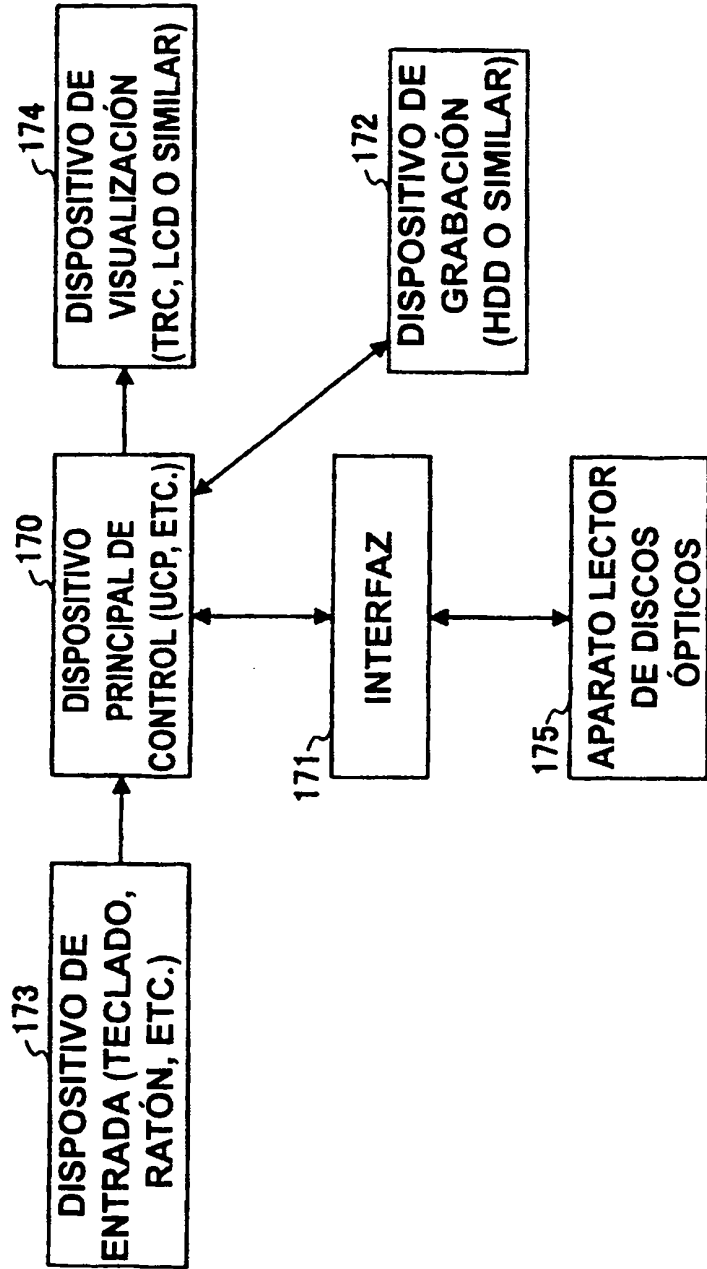 173
DISPOSITIVO DE
ENTRADA (TECLADO,
RATÓN, ETC.)
170
DISPOSITIVO
PRINCIPAL DE
CONTROL (UCP, ETC.)
174
DISPOSITIVO DE
VISUALIZACIÓN
(TRC, LCD O SIMILAR)
171
INTERFAZ
172
DISPOSITIVO DE
GRABACIÓN
(HDD O SIMILAR)
175
APARATO LECTOR
DE DISCOS
ÓPTICOS